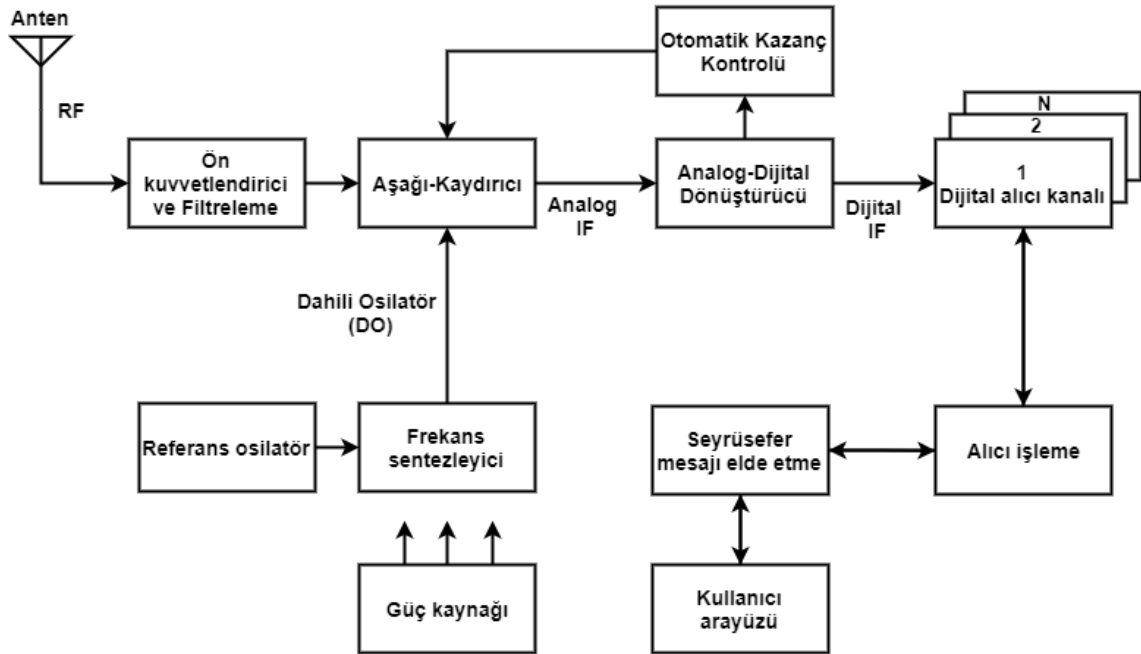 Anten
RF
Ön
kuvvetlendirici
ve Filtreleme
Aşağı-Kaydırıcı
Otomatik Kazanç
Kontrolü
Analog
IF
Analog-Dijital
Dönüştürücü
Dijital
IF
N
2
1
Dijital alıcı kanalı
Dahili Osilatör
(DO)
Referans osilatör
Frekans
sentezleyici
Seyrüsefer
mesajı elde etme
Alıcı işleme
Güç kaynağı
Kullanıcı
arayüzü